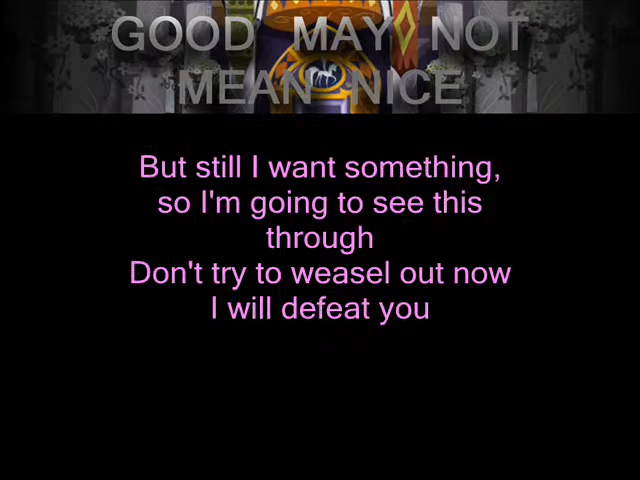 GOOD MAY NOT
MEAN NICE
But still I want something,
so I'm going to see this
through
Don't try to weasel out now
I will defeat you